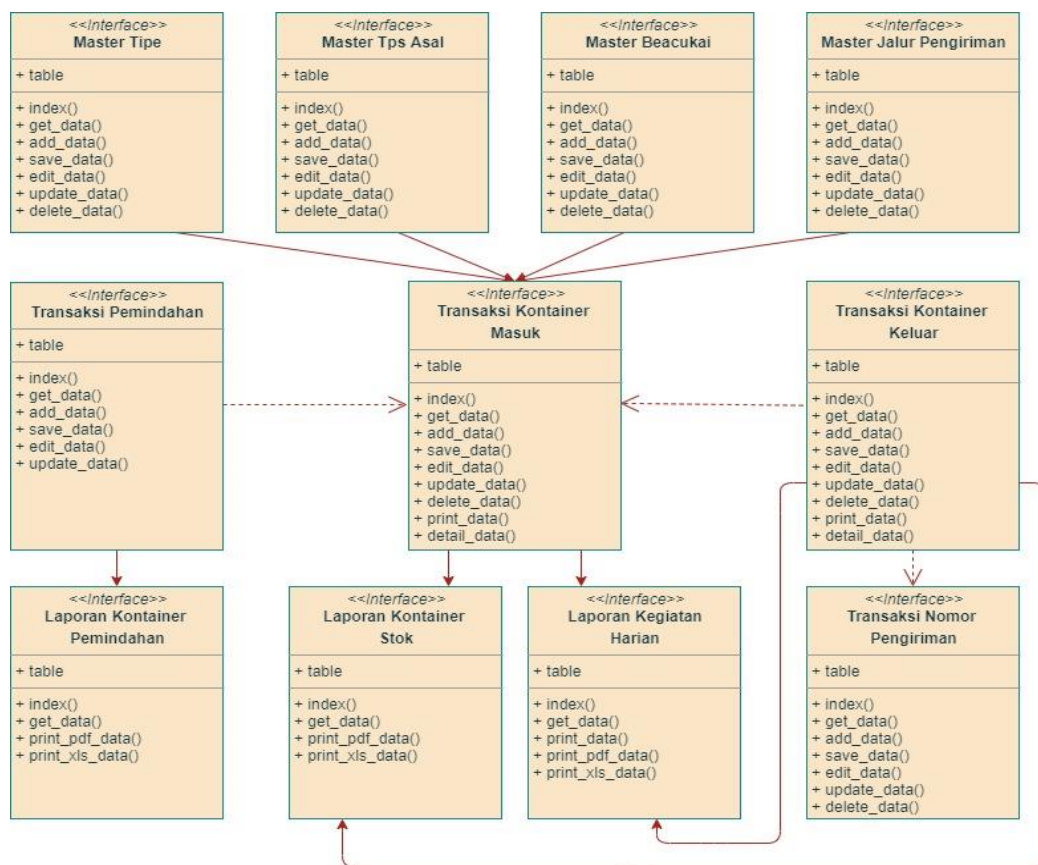 <<Interface>>
Master Tipe
+ table
+ index()
+ get_data()
+ add_data()
+ save_data()
+ edit_data()
+ update_data()
+ delete_data()
<<Interface>>
Master Tps Asal
+ table
+ index()
+ get_data()
+ add_data()
+ save_data()
+ edit_data()
+ update_data()
+ delete_data()
<<Interface>>
Master Beacukai
+ table
+ index()
+ get_data()
+ add_data()
+ save_data()
+ edit_data()
+ update_data()
+ delete_data()
<<Interface>>
Master Jalur Pengiriman
+ table
+ index()
+ get_data()
+ add_data()
+ save_data()
+ edit_data()
+ update_data()
+ delete_data()
<<Interface>>
Transaksi Pemindahan
+ table
+ index()
+ get_data()
+ add_data()
+ save_data()
+ edit_data()
+ update_data()
<<Interface>>
Transaksi Kontainer
Masuk
+ table
+ index()
+ get_data()
+ add_data()
+ save_data()
+ edit_data()
+ update_data()
+ delete_data()
+ print_data()
+ detail_data()
<<Interface>>
Transaksi Kontainer
Keluar
+ table
+ index()
+ get_data()
+ add_data()
+ save_data()
+ edit_data()
+ update_data()
+ delete_data()
+ print_data()
+ detail_data()
<<Interface>>
Laporan Kontainer
Pemindahan
+ table
+ index()
+ get_data()
+ print_pdf_data()
+ print_xls_data()
<<Interface>>
Laporan Kontainer
Stok
+ table
+ index()
+ get_data()
+ print_pdf_data()
+ print_xls_data()
<<Interface>>
Laporan Kegiatan
Harian
+ table
+ index()
+ get_data()
+ print_data()
+ print_pdf_data()
+ print_xls_data()
<<Interface>>
Transaksi Nomor
Pengiriman
+ table
+ index()
+ get_data()
+ add_data()
+ save_data()
+ edit_data()
+ update_data()
+ delete_data()